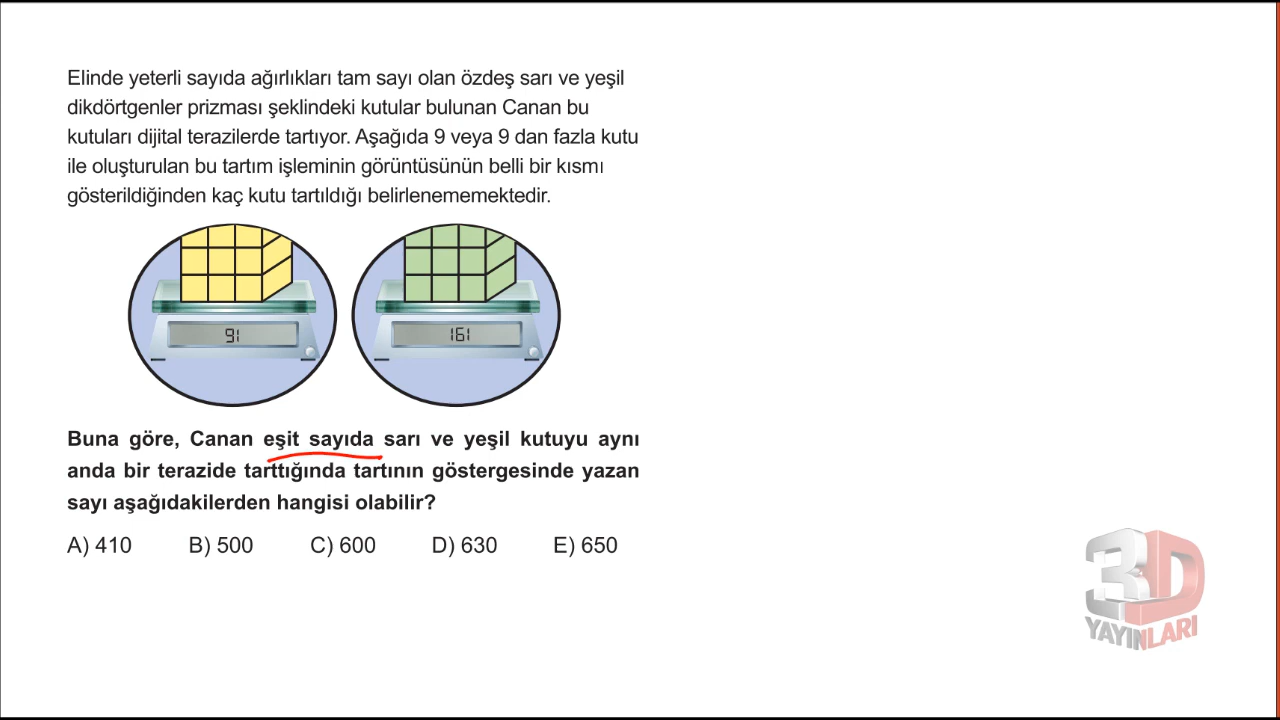 Elinde yeterli sayıda ağırlıkları tam sayı olan özdeş sarı ve yeşil
dikdörtgenler prizması şeklindeki kutular bulunan Canan bu
kutuları dijital terazilerde tartıyor. Aşağıda 9 veya 9 dan fazla kutu
ile oluşturulan bu tartım işleminin görüntüsünün belli bir kısmı
gösterildiğinden kaç kutu tartıldığı belirlenememektedir.
91 161
Buna göre, Canan eşit sayıda sarı ve yeşil kutuyu aynı
anda bir terazide tarttığında tartının göstergesinde yazan
sayı aşağıdakilerden hangisi olabilir?
A) 410 B) 500 C) 600 D) 630 E) 650
3D
YAYINLARI